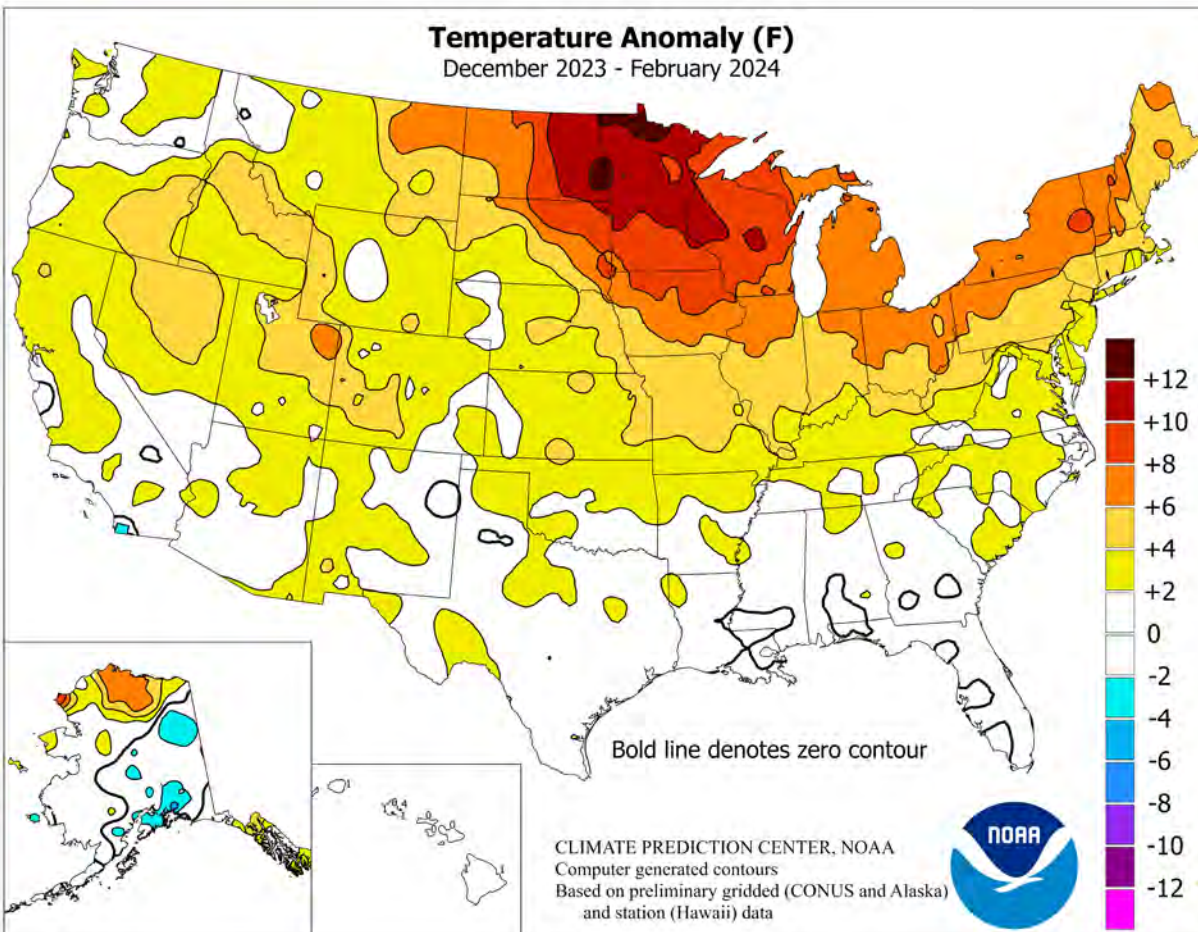 Temperature Anomaly (F)
December 2023 - February 2024
+12
+10
+8
+6
+4
+2
0
-2
-4
-6
-8
-10
-12
Bold line denotes zero contour
CLIMATE PREDICTION CENTER, NOAA
Computer generated contours
Based on preliminary gridded (CONUS and Alaska)
and station (Hawaii) data
NOAA